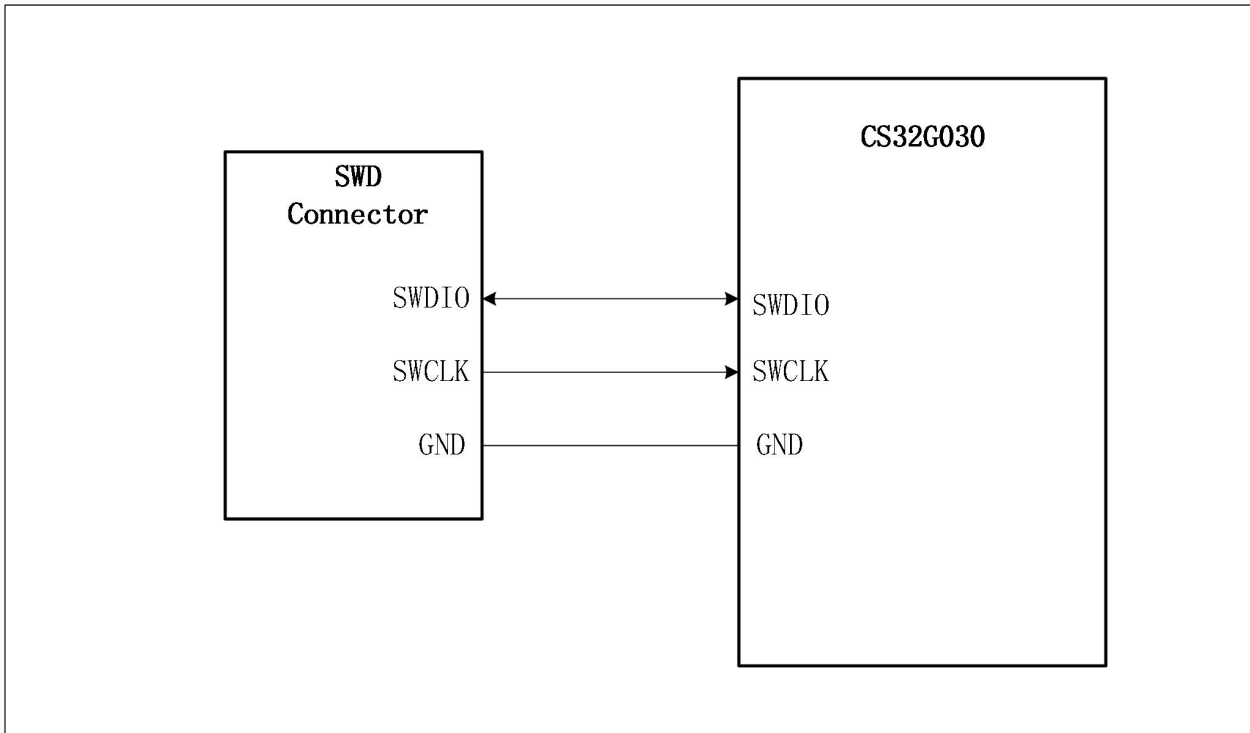 CS32G030
SWD
Connector
SWDIO
SWDIO
SWCLK
SWCLK
GND
GND